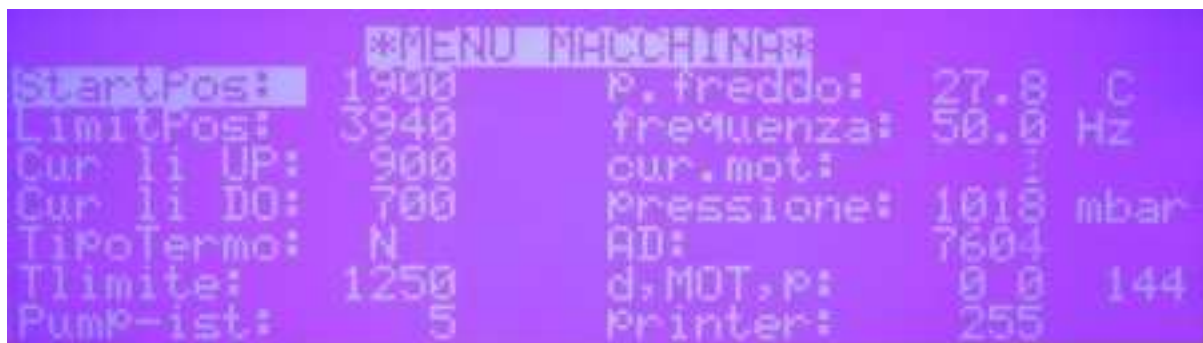 *MENU MACCHINA*
StartPos: 1900 p.freddo: 27.8 C
LimitPos: 3940 frequenza: 50.0 Hz
Cur li UP: 900 cur.mot:
Cur li DO: 700 pressione: 1018 mbar
TipoTermo: N AD: 7604
Tlimite: 1250 d,MOT,p: 0.0 144
Pump-ist: 5 printer: 255